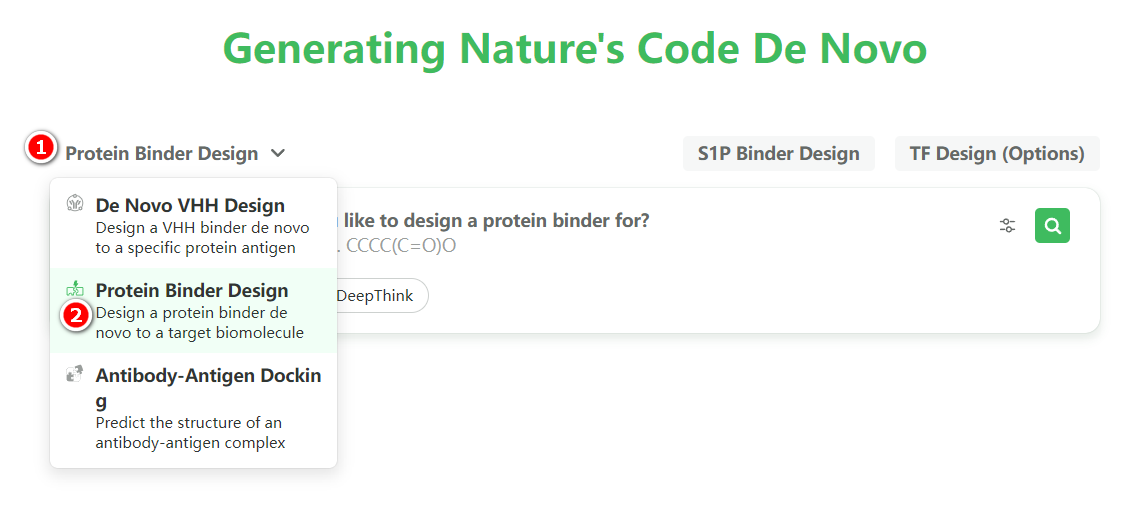 Generating Nature's Code De Novo
1
Protein Binder Design
S1P Binder Design
TF Design (Options)
De Novo VHH Design
Design a VHH binder de novo
to a specific protein antigen
like to design a protein binder for?
. CCCC(C=O)O
2
Protein Binder Design
Design a protein binder de
novo to a target biomolecule
DeepThink
Antibody-Antigen Dockin
g
Predict the structure of an
antibody-antigen complex